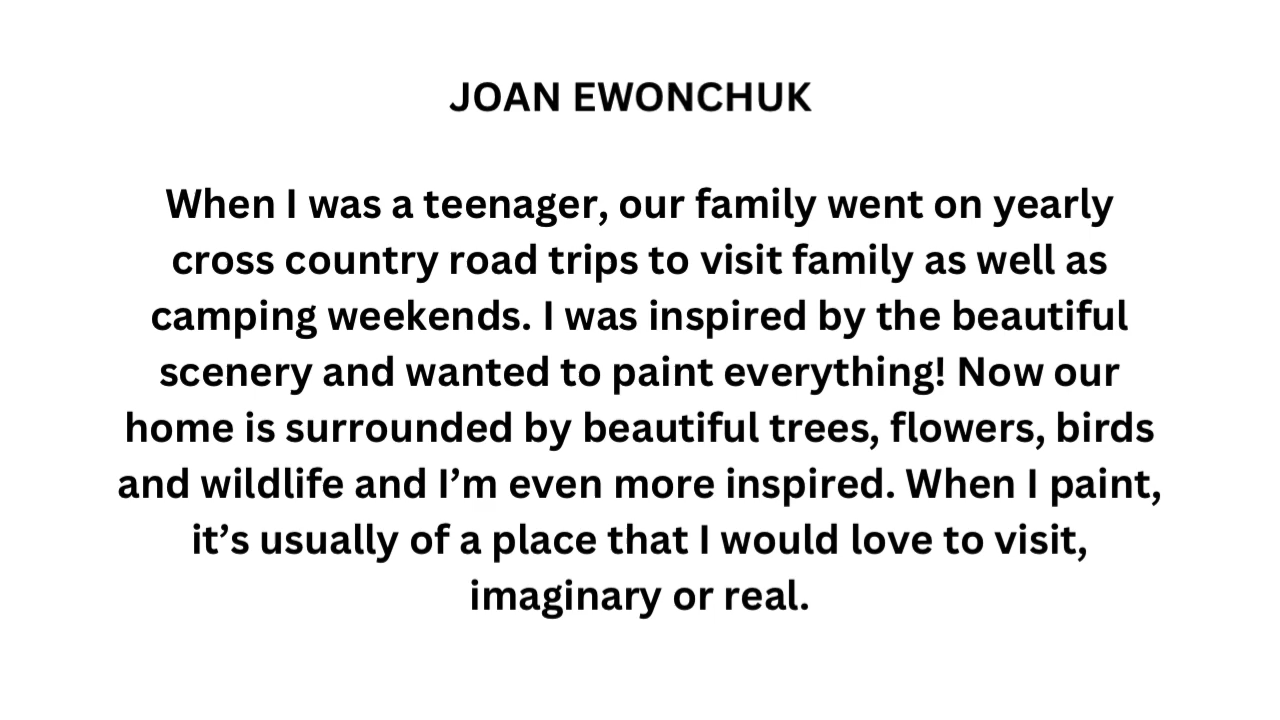 JOAN EWONCHUK
When I was a teenager, our family went on yearly
cross country road trips to visit family as well as
camping weekends. I was inspired by the beautiful
scenery and wanted to paint everything! Now our
home is surrounded by beautiful trees, flowers, birds
and wildlife and I’m even more inspired. When I paint,
it’s usually of a place that I would love to visit,
imaginary or real.